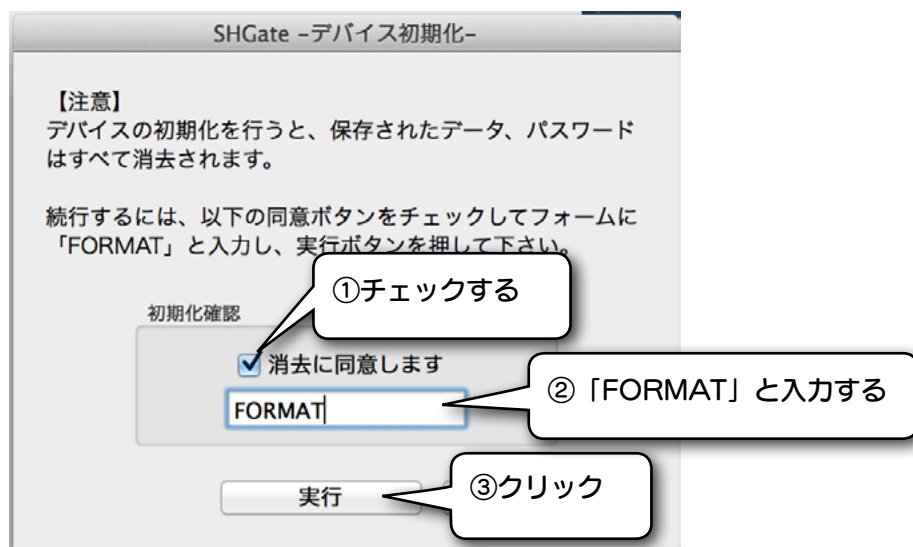 SHGate –デバイス初期化–
【注意】
デバイスの初期化を行うと、保存されたデータ、パスワード
はすべて消去されます。
続行するには、以下の同意ボタンをチェックしてフォームに
「FORMAT」と入力し、実行ボタンを押して下さい。
①チェックする
初期化確認
消去に同意します
②「FORMAT」と入力する
FORMAT
③クリック
実行